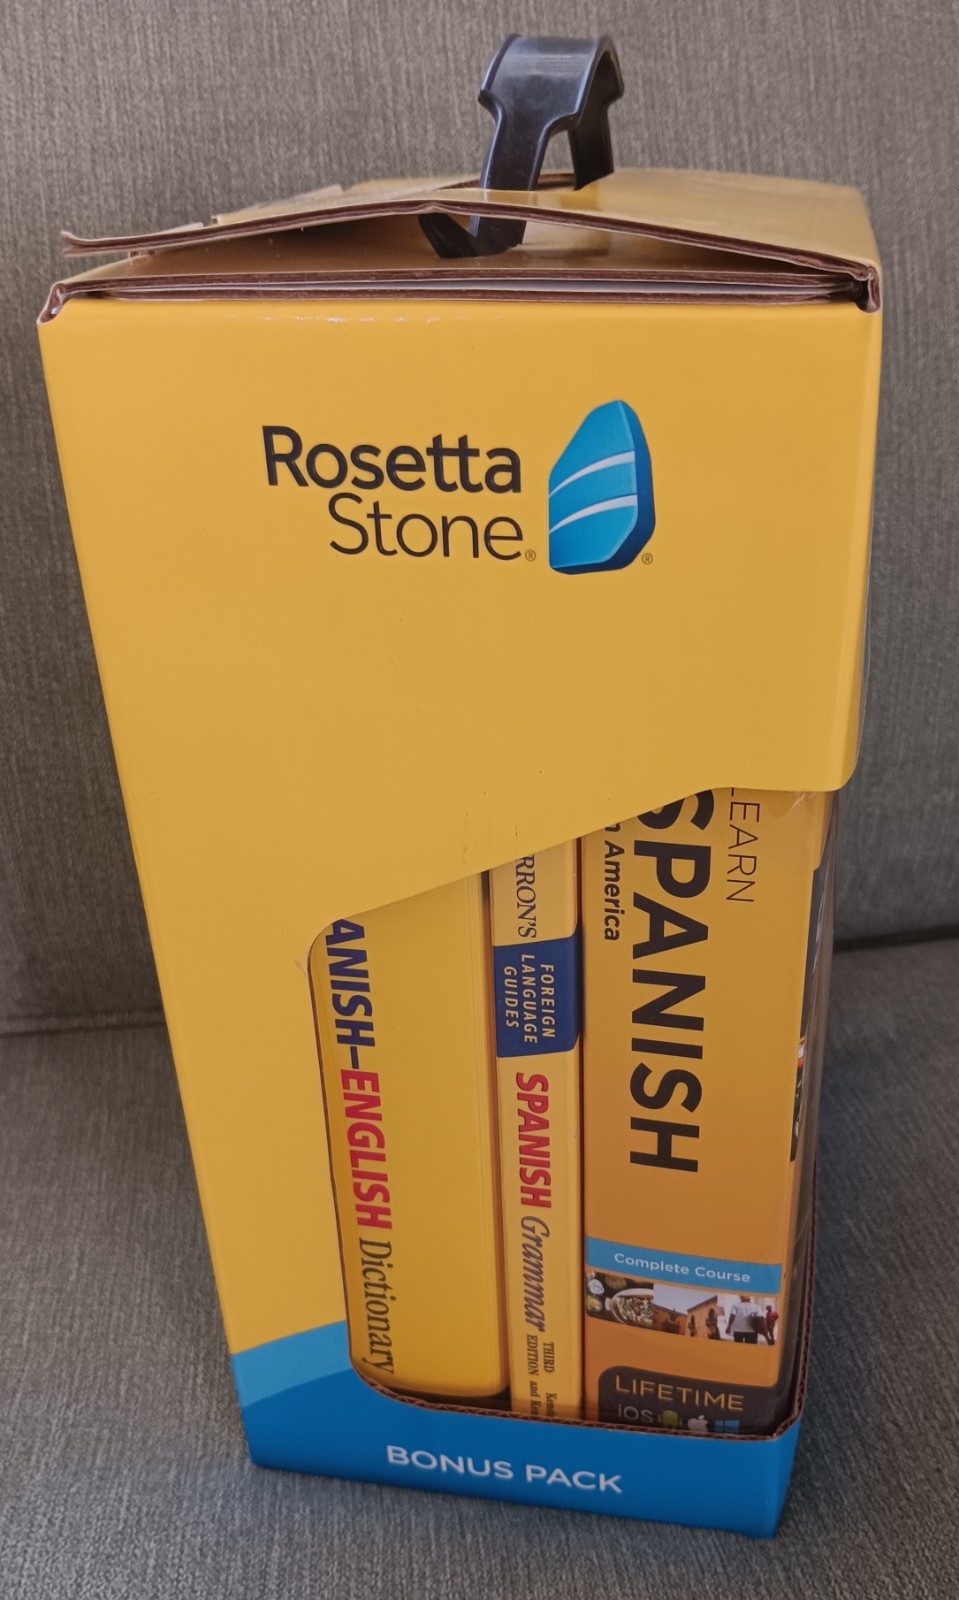 Rosetta
Stone®
®
LEARN
SPANISH
America
Complete Course
LIFETIME
iOS
RRON'S
FOREIGN
LANGUAGE
GUIDES
SPANISH Grammar
THIRD
EDITION and
ANISH–ENGLISH Dictionary
BONUS PACK